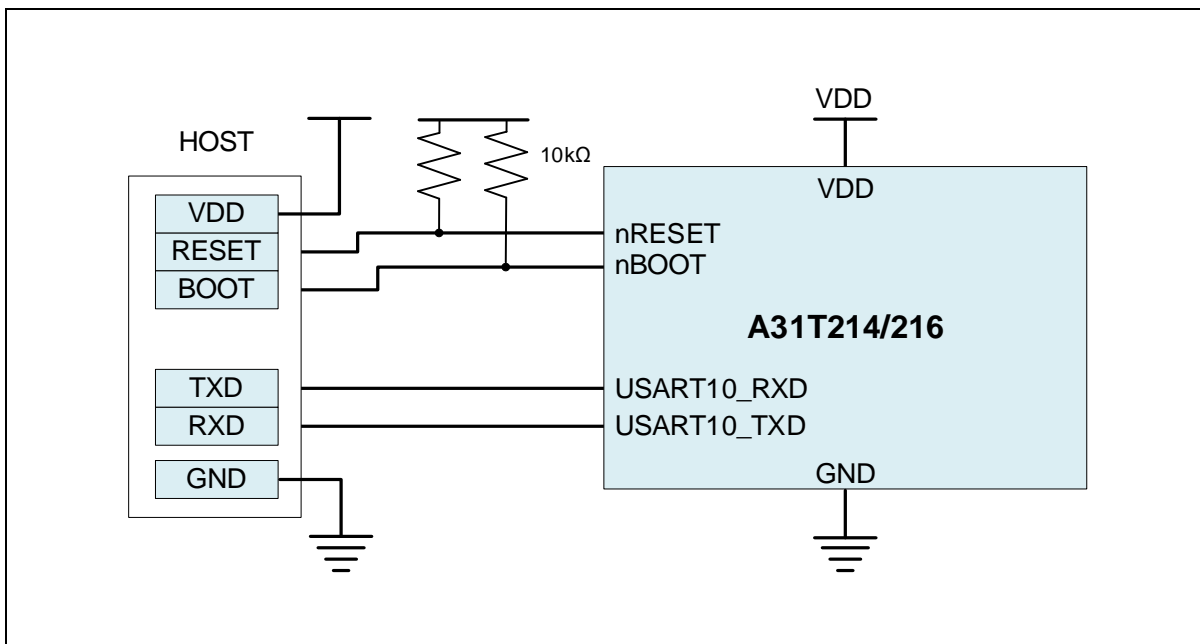 VDD
HOST
10kΩ
VDD
VDD
RESET
BOOT
nRESET
nBOOT
A31T214/216
TXD
RXD
USART10_RXD
USART10_TXD
GND
GND